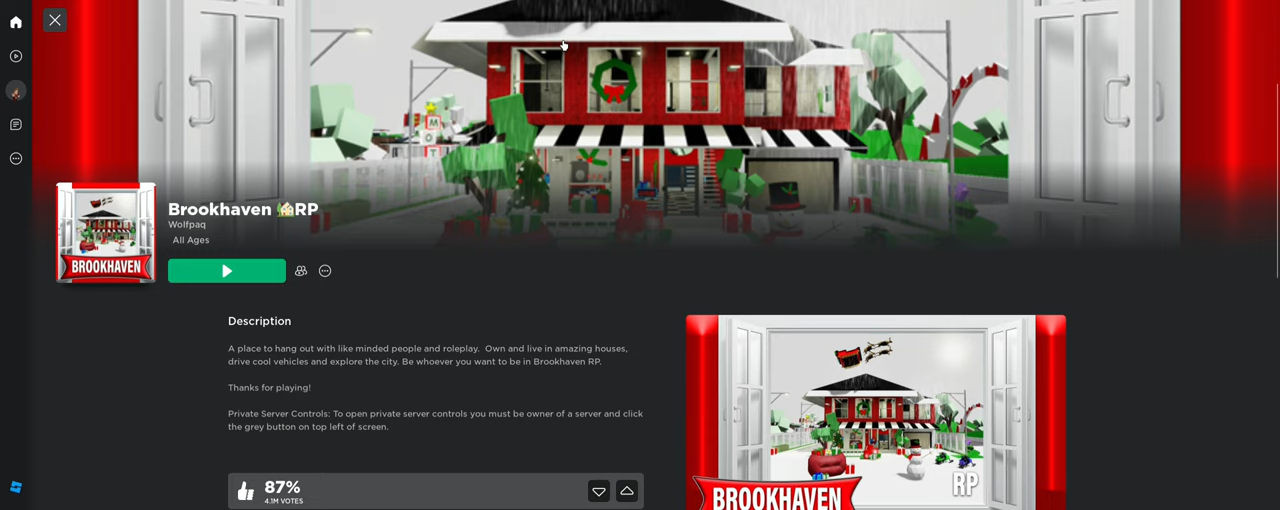 Brookhaven 🏡RP
Wolfpaq
All Ages
BROOKHAVEN
Description
A place to hang out with like minded people and roleplay.  Own and live in amazing houses,
drive cool vehicles and explore the city. Be whoever you want to be in Brookhaven RP.
Thanks for playing!
Private Server Controls: To open private server controls you must be owner of a server and click
the grey button on top left of screen.
87%
4.1M VOTES
RP
BROOKHAVEN